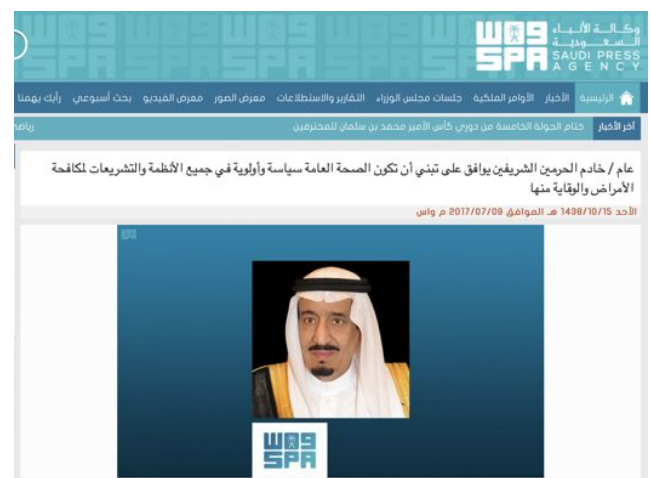 وكالة الأنباء
السعودية
SPA
SAUDI PRESS
AGENCY
الرئيسية الأخبار الأوامر الملكية جلسات مجلس الوزراء التقارير والاستطلاعات معرض الصور معرض الفيديو بحث أسبوعي رأيك يهمنا
آخر الأخبار ختام الجولة الخامسة من دوري كأس الأمير محمد بن سلمان للمحترفين
عام / خادم الحرمين الشريفين يوافق على تبني أن تكون الصحة العامة سياسة وأولوية في جميع الأنظمة والتشريعات لمكافحة
الأمراض والوقاية منها
الأحد 1438/10/15 هـ الموافق 2017/07/09 م واس
واس
SPA